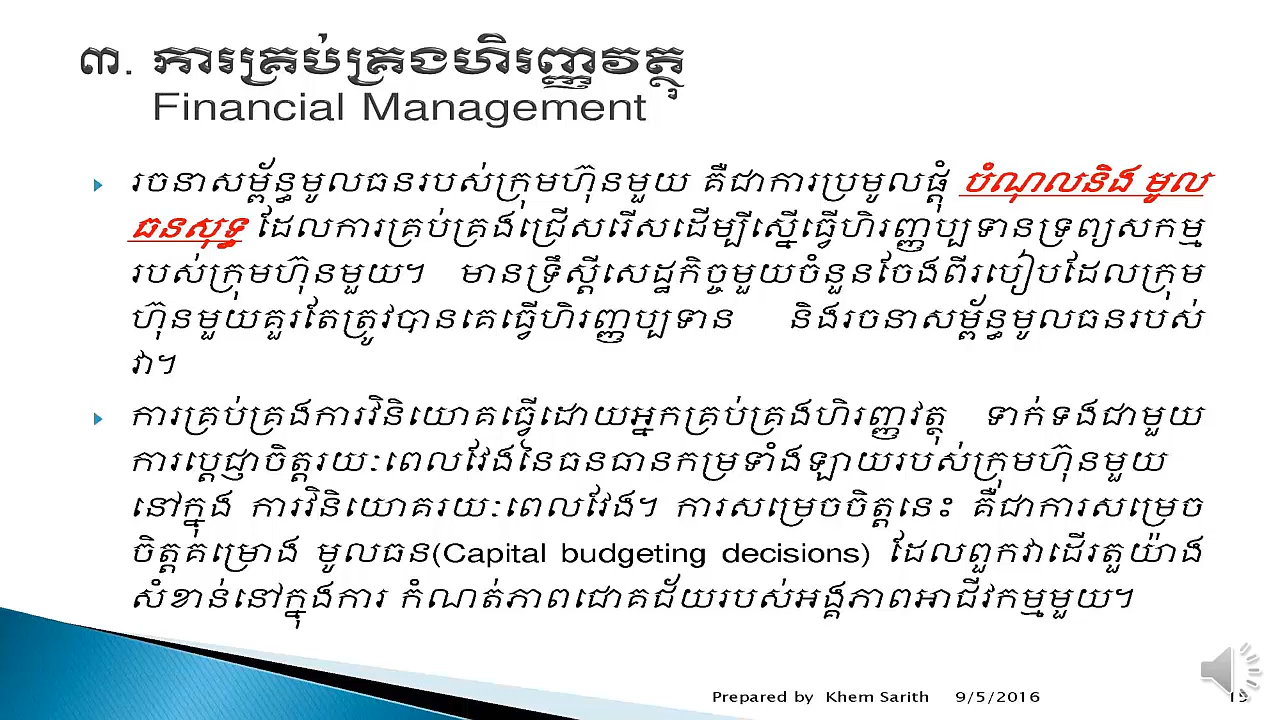 ៣. ការគ្រប់គ្រងហិរញ្ញវត្ថុ
Financial Management
រចនាសម្ព័ន្ធមូលធនរបស់ក្រុមហ៊ុនមួយ គឺជាការប្រមូលផ្តុំ បំណុលនិង មូល
ធនសុទ្ធ ដែលការគ្រប់គ្រងជ្រើសរើសដើម្បីស្នើធ្វើហិរញ្ញប្បទានទ្រព្យសកម្ម
របស់ក្រុមហ៊ុនមួយ។ មានទ្រឹស្តីសេដ្ឋកិច្ចមួយចំនួនចែងពីរបៀបដែលក្រុម
ហ៊ុនមួយគួរតែត្រូវបានគេធ្វើហិរញ្ញប្បទាន និងរចនាសម្ព័ន្ធមូលធនរបស់
វា។
ការគ្រប់គ្រងការវិនិយោគធ្វើដោយអ្នកគ្រប់គ្រងហិរញ្ញវត្ថុ ទាក់ទងជាមួយ
ការប្តេជ្ញាចិត្តរយៈពេលវែងនៃធនធានកម្រទាំងឡាយរបស់ក្រុមហ៊ុនមួយ
នៅក្នុង ការវិនិយោគរយៈពេលវែង។ ការសម្រេចចិត្តនេះ គឺជាការសម្រេច
ចិត្តគម្រោង មូលធន(Capital budgeting decisions) ដែលពួកវាដើរតួយ៉ាង
សំខាន់នៅក្នុងការ កំណត់ភាពជោគជ័យរបស់អង្គភាពអាជីវកម្មមួយ។
Prepared by Khem Sarith 9/5/2016 19